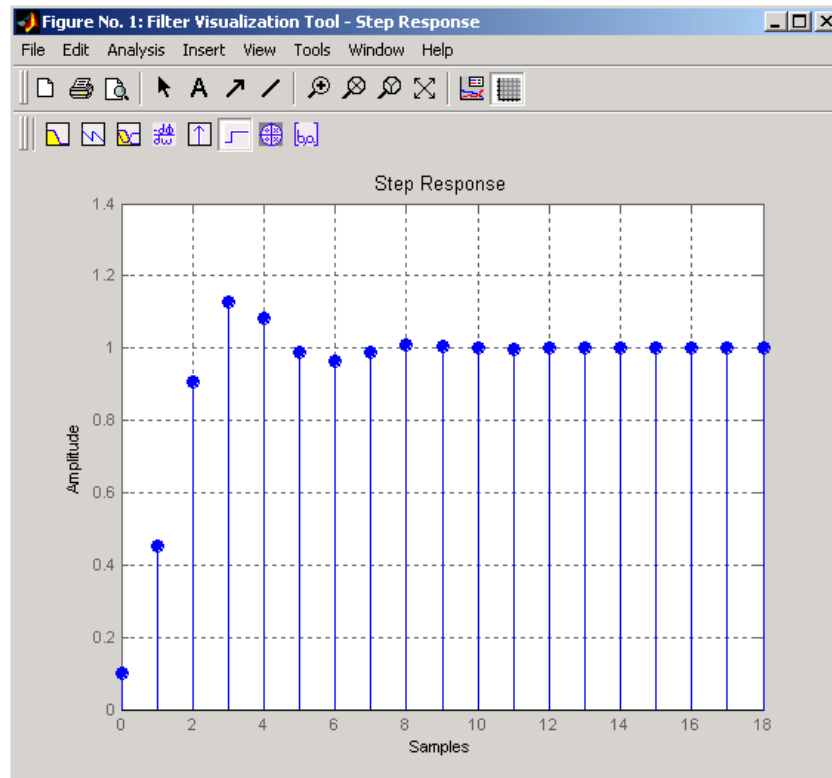 Figure No. 1: Filter Visualization Tool - Step Response
File Edit Analysis Insert View Tools Window Help
A
dΦ
dω
[b,a]
Step Response
1.4
1.2
1
0.8
0.6
0.4
0.2
0
Amplitude
0 2 4 6 8 10 12 14 16 18
Samples